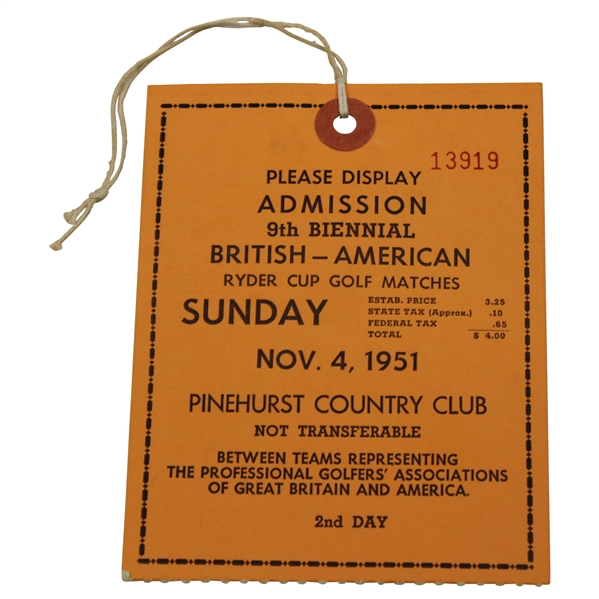 13919
PLEASE DISPLAY
ADMISSION
9th BIENNIAL
BRITISH – AMERICAN
RYDER CUP GOLF MATCHES
SUNDAY
ESTAB. PRICE 3.25
STATE TAX (Approx.) .10
FEDERAL TAX .65
TOTAL $ 4.00
NOV. 4, 1951
PINEHURST COUNTRY CLUB
NOT TRANSFERABLE
BETWEEN TEAMS REPRESENTING
THE PROFESSIONAL GOLFERS' ASSOCIATIONS
OF GREAT BRITAIN AND AMERICA.
2nd DAY